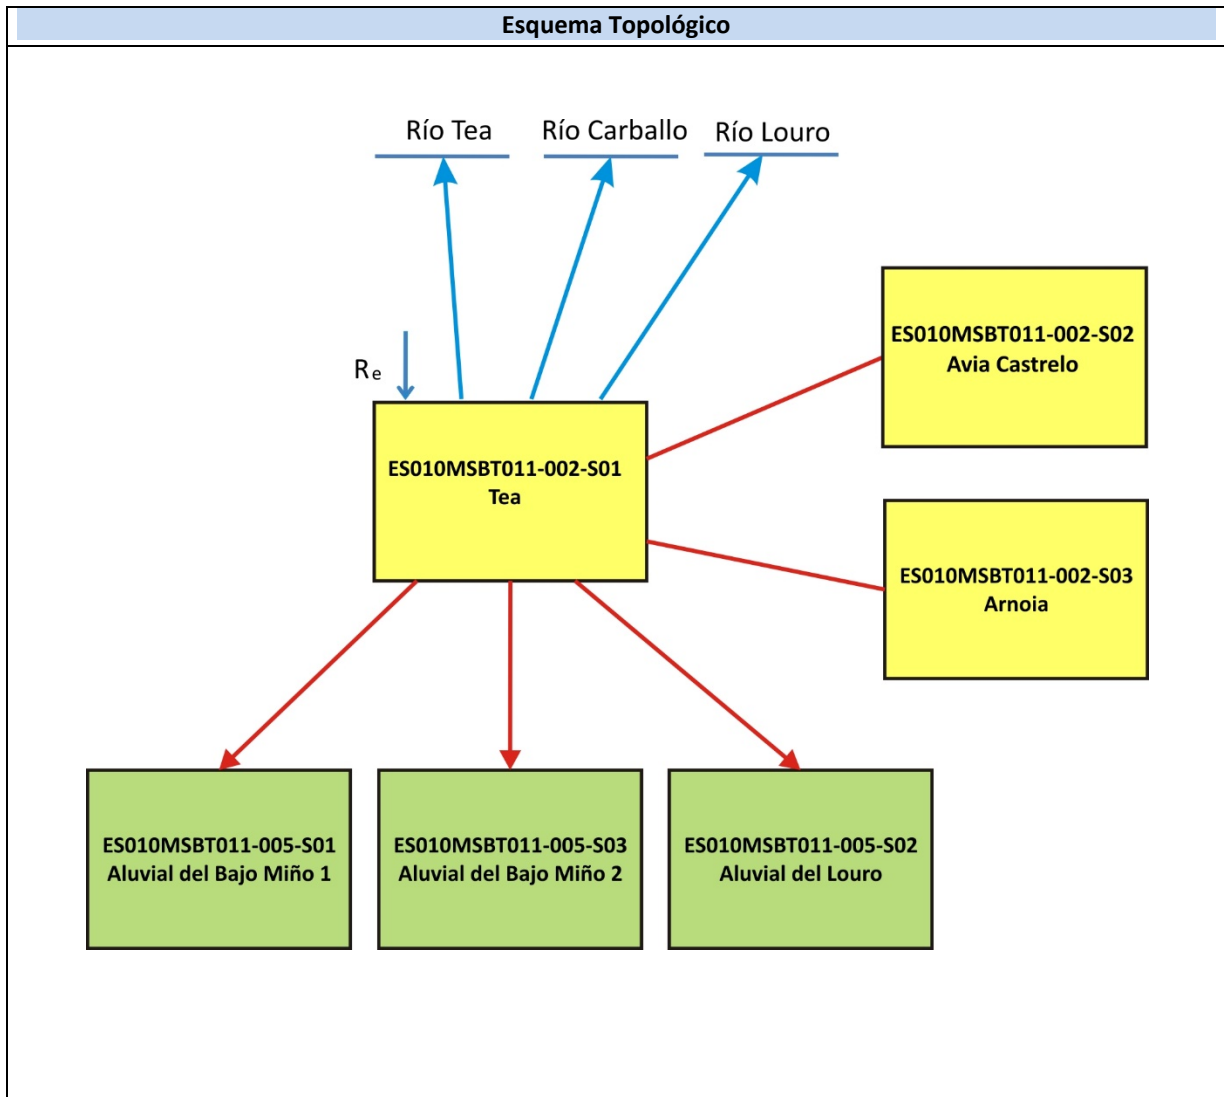 Esquema Topológico
Río Tea
Río Carballo
Río Louro
Re
ES010MSBT011-002-S02
Avia Castrelo
ES010MSBT011-002-S01
Tea
ES010MSBT011-002-S03
Arnoia
ES010MSBT011-005-S01
Aluvial del Bajo Miño 1
ES010MSBT011-005-S03
Aluvial del Bajo Miño 2
ES010MSBT011-005-S02
Aluvial del Louro